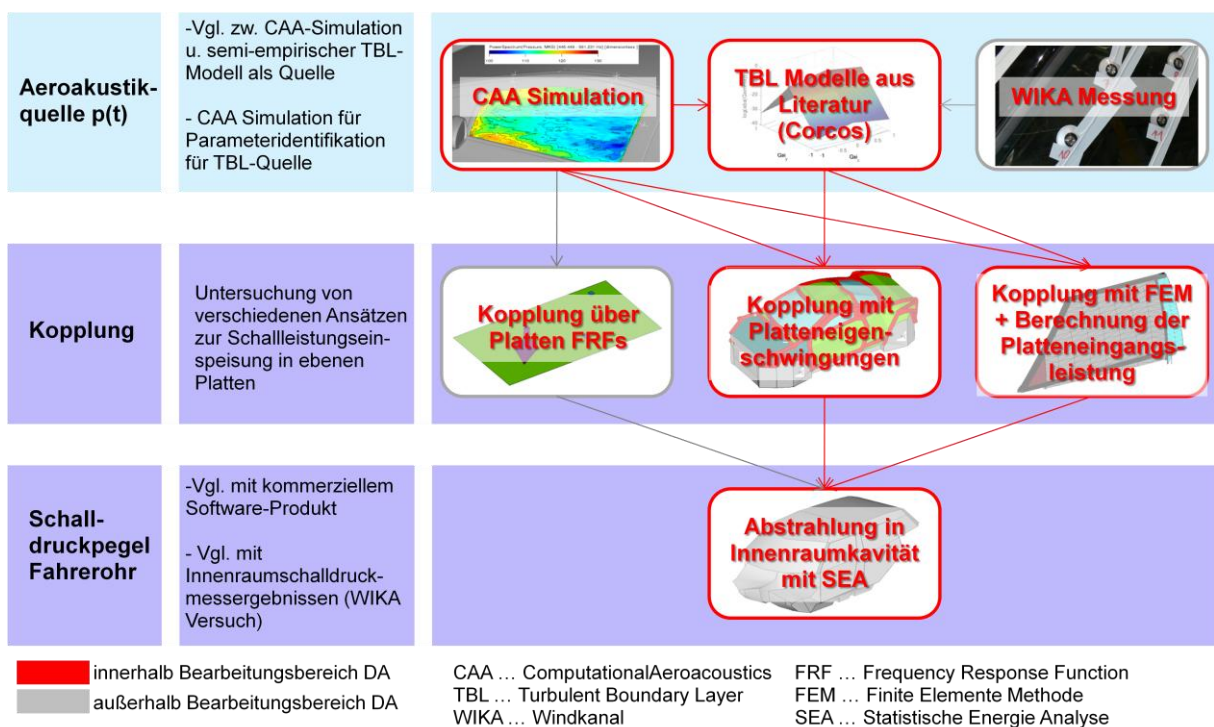 Aeroakustik-
quelle p(t)
-Vgl. zw. CAA-Simulation
u. semi-empirischer TBL-
Modell als Quelle
- CAA Simulation für
Parameteridentifikation
für TBL-Quelle
CAA Simulation
TBL Modelle aus
Literatur
(Corcos)
WIKA Messung
Kopplung
Untersuchung von
verschiedenen Ansätzen
zur Schallleistungsein-
speisung in ebenen
Platten
Kopplung über
Platten FRFs
Kopplung mit
Platteneigen-
schwingungen
Kopplung mit FEM
+ Berechnung der
Platteneingangs-
leistung
Schall-
druckpegel
Fahrerohr
-Vgl. mit kommerziellem
Software-Produkt
- Vgl. mit
Innenraumschalldruck-
messergebnissen (WIKA
Versuch)
Abstrahlung in
Innenraumkavität
mit SEA
innerhalb Bearbeitungsbereich DA
außerhalb Bearbeitungsbereich DA
CAA ... ComputationalAeroacoustics
TBL ... Turbulent Boundary Layer
WIKA ... Windkanal
FRF ... Frequency Response Function
FEM ... Finite Elemente Methode
SEA ... Statistische Energie Analyse